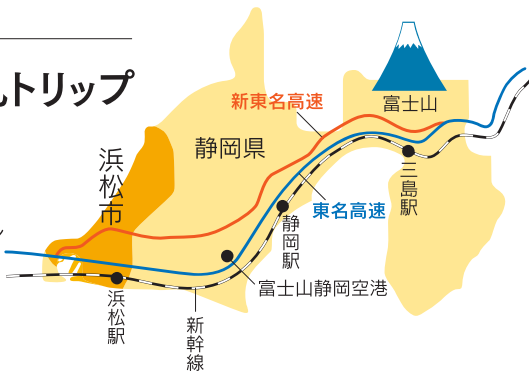 トリップ
新東名高速
富士山
静岡県
浜松市
三島駅
東名高速
静岡駅
富士山静岡空港
浜松駅
新幹線